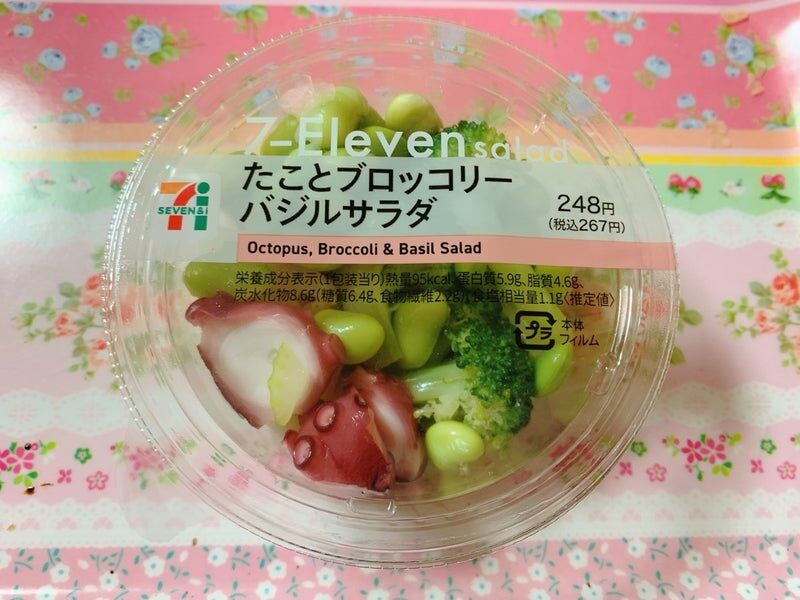 7-Eleven salad
たことブロッコリー
バジルサラダ
SEVEN&i
248円
(税込267円)
Octopus, Broccoli & Basil Salad
栄養成分表示(1包装当り)熱量95kcal、蛋白質5.9g、脂質4.6g、
炭水化物8.6g(糖質6.4g、食物繊維2.2g)、食塩相当量1.1g〈推定値〉
プラ
本体
フィルム